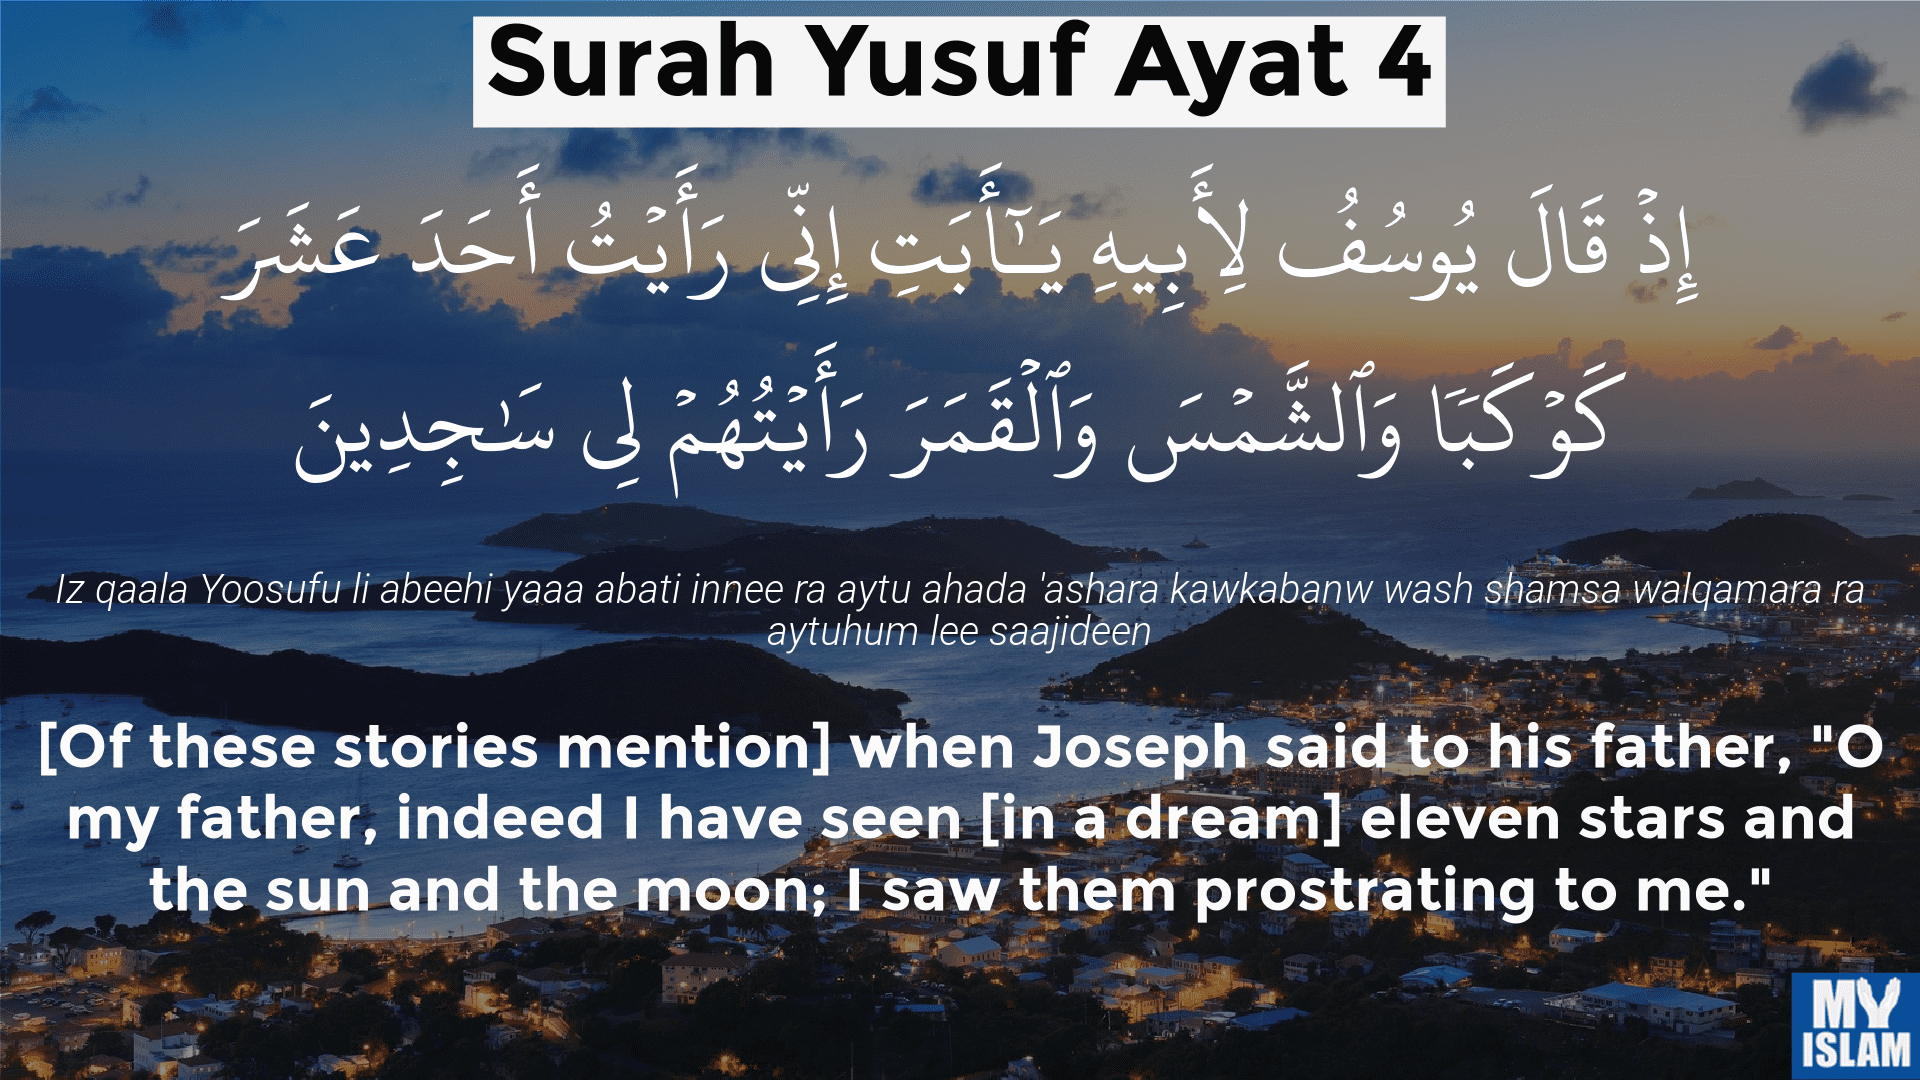 Surah Yusuf Ayat 4
إِذۡ قَالَ يُوسُفُ لِأَبِيهِ يَـٰٓأَبَتِ إِنِّى رَأَيۡتُ أَحَدَ عَشَرَ
كَوۡكَبًا وَٱلشَّمۡسَ وَٱلۡقَمَرَ رَأَيۡتُهُمۡ لِى سَـٰجِدِينَ
Iz qaala Yoosufu li abeehi yaaa abati innee ra aytu ahada 'ashara kawkabanw wash shamsa walqamara ra
aytuhum lee saajideen
[Of these stories mention] when Joseph said to his father, "O
my father, indeed I have seen [in a dream] eleven stars and
the sun and the moon; I saw them prostrating to me."
MY
ISLAM